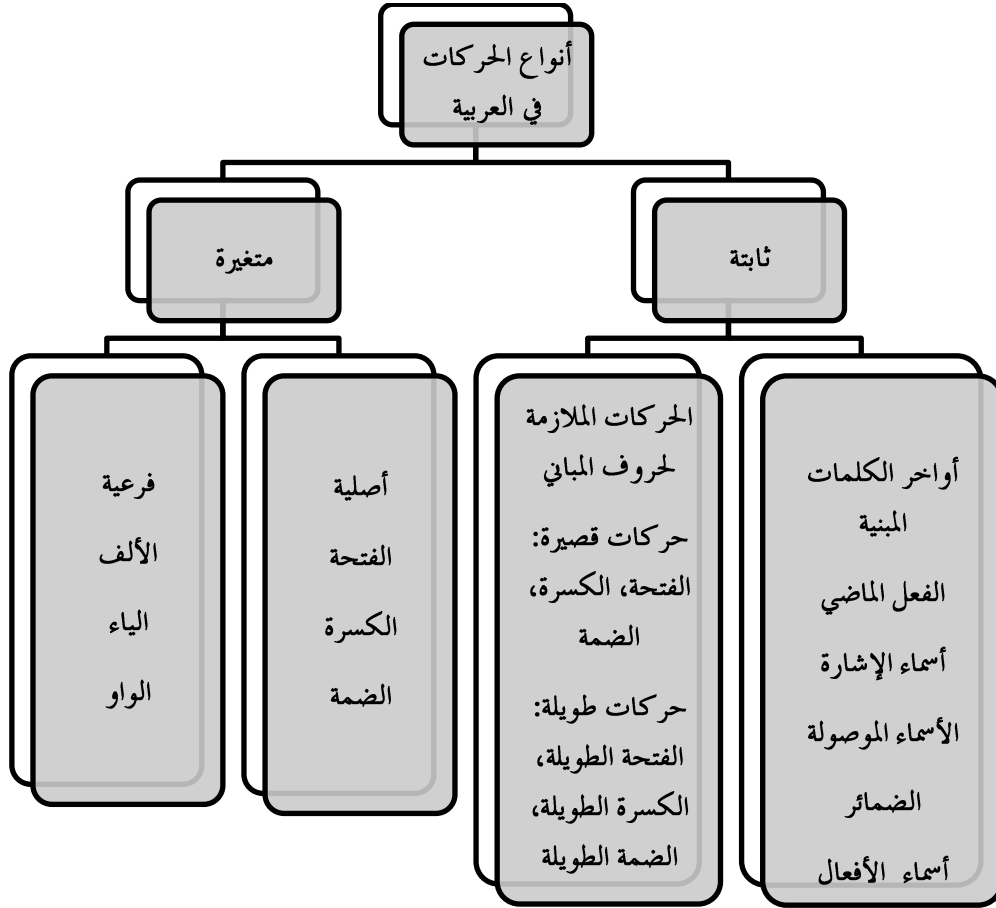 أنواع الحركات
في العربية
ثابتة
متغيرة
أواخر الكلمات
المبنية
الفعل الماضي
أسماء الإشارة
الأسماء الموصولة
الضمائر
أسماء الأفعال
الحركات الملازمة
لحروف المباني
حركات قصيرة:
الفتحة، الكسرة،
الضمة
حركات طويلة:
الفتحة الطويلة،
الكسرة الطويلة،
الضمة الطويلة
أصلية
الفتحة
الكسرة
الضمة
فرعية
الألف
الياء
الواو